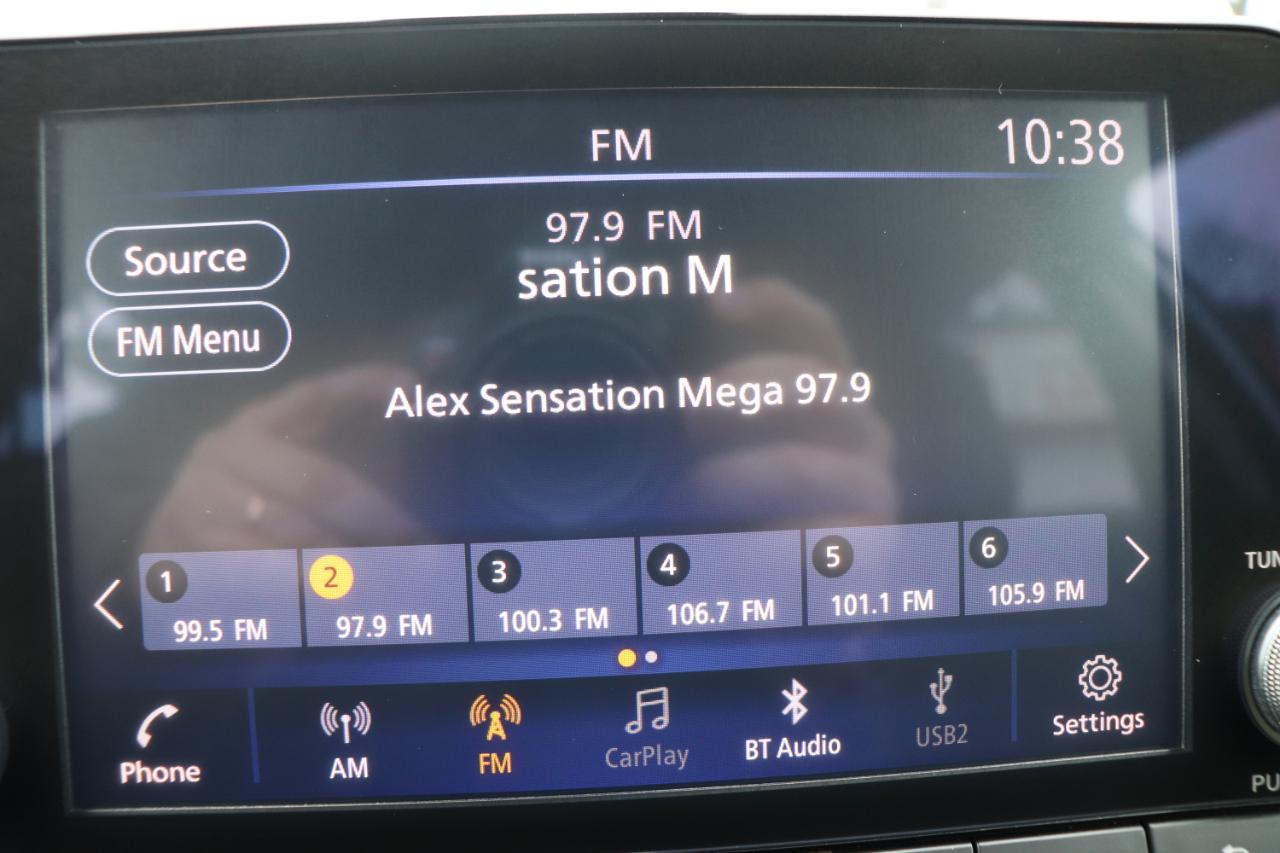 FM
10:38
97.9 FM
sation M
Source
FM Menu
Alex Sensation Mega 97.9
1
99.5 FM
2
97.9 FM
3
100.3 FM
4
106.7 FM
5
101.1 FM
6
105.9 FM
Phone
AM
FM
CarPlay
BT Audio
USB2
Settings
TUN
PU